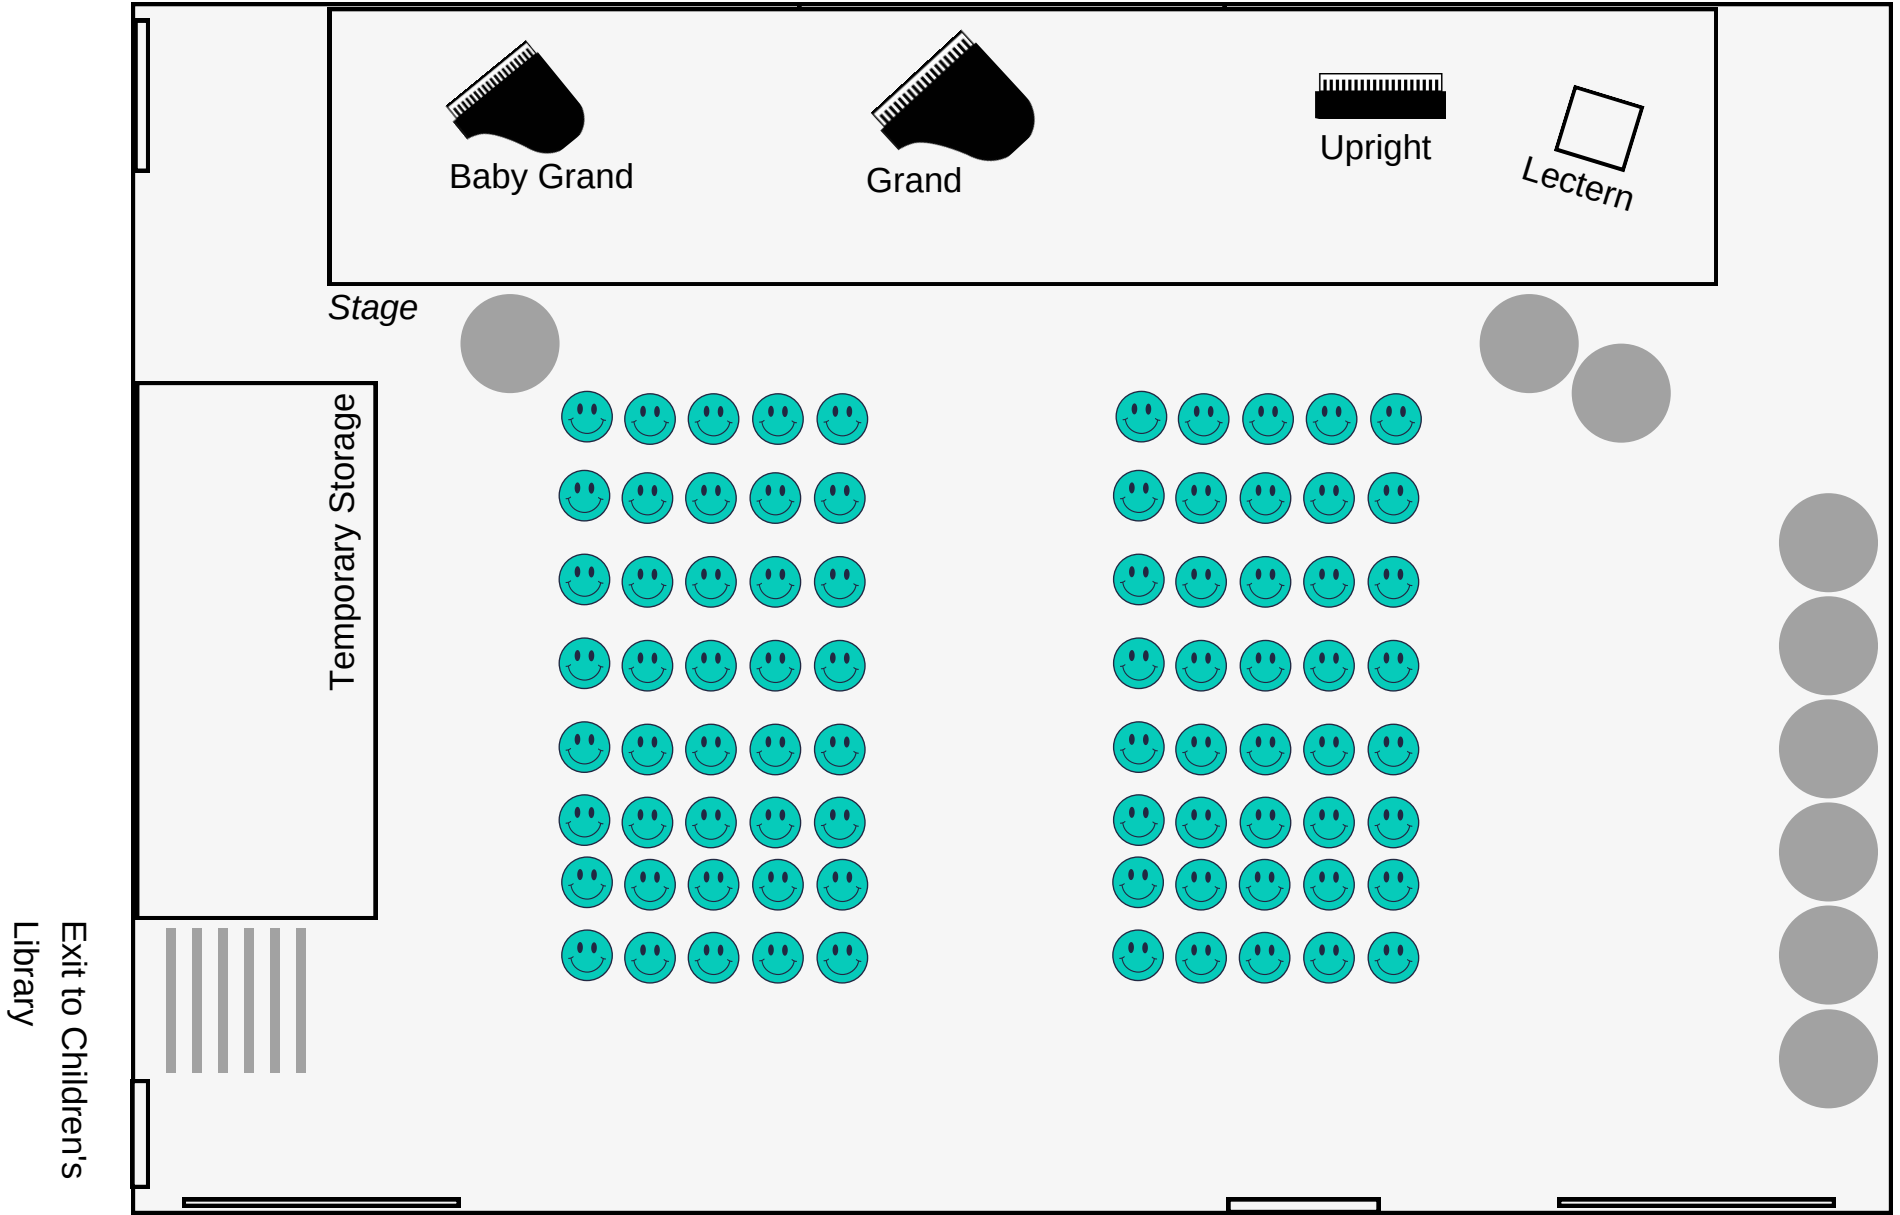 Baby Grand
Grand
Upright
Lectern
Stage
Temporary Storage
Exit to Children's
Library